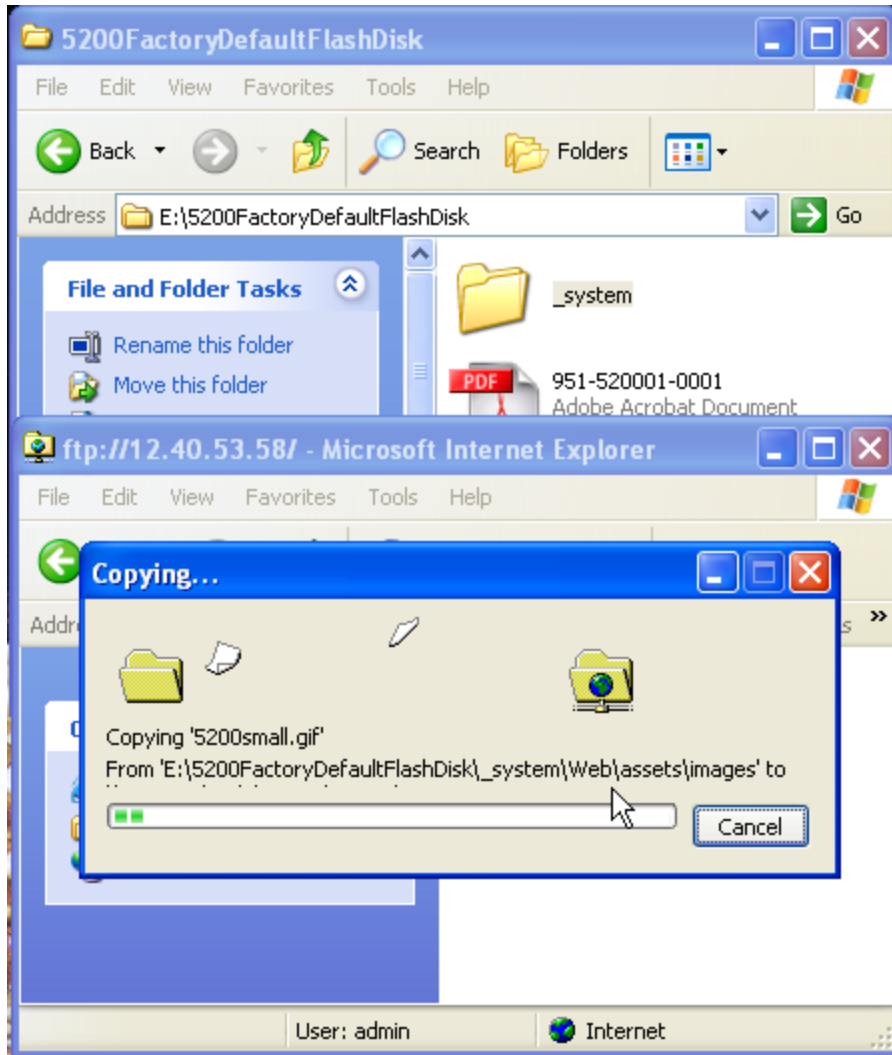 5200FactoryDefaultFlashDisk
File Edit View Favorites Tools Help
Back Search Folders
Address E:\5200FactoryDefaultFlashDisk Go
File and Folder Tasks
_system
Rename this folder
Move this folder
PDF 951-520001-0001
Adobe Acrobat Document
ftp://12.40.53.58/ - Microsoft Internet Explorer
File Edit View Favorites Tools Help
Copying...
Copying '5200small.gif'
From 'E:\5200FactoryDefaultFlashDisk\_system\Web\assets\images' to
Cancel
User: admin Internet